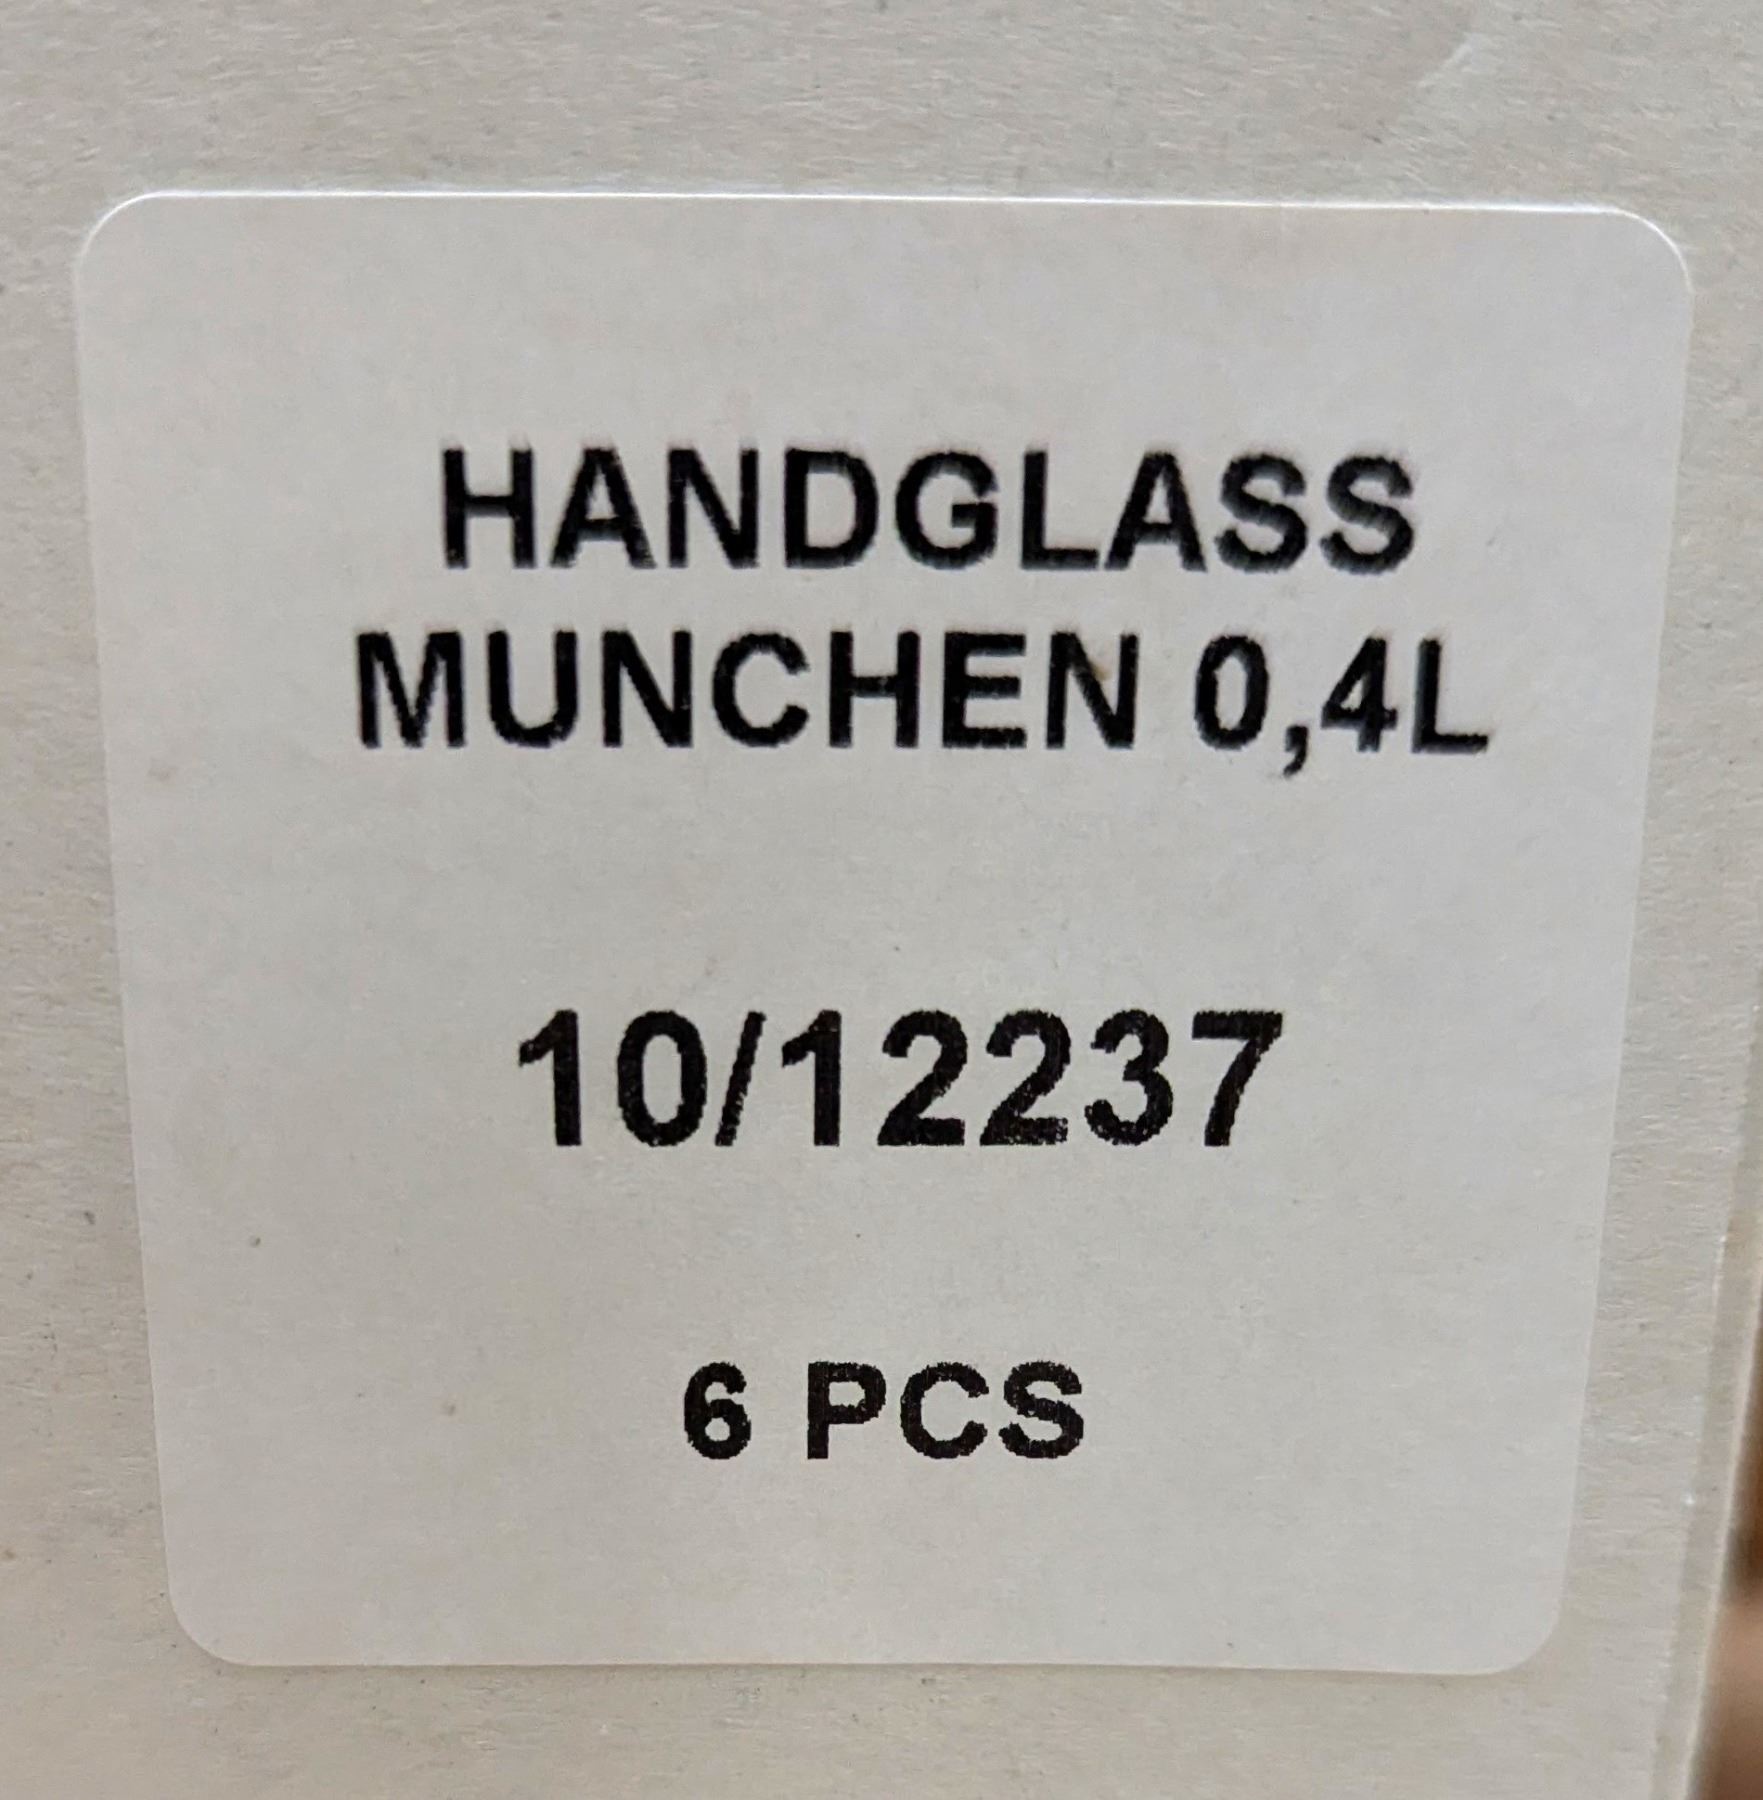 HANDGLASS
MUNCHEN 0,4L
10/12237
6 PCS